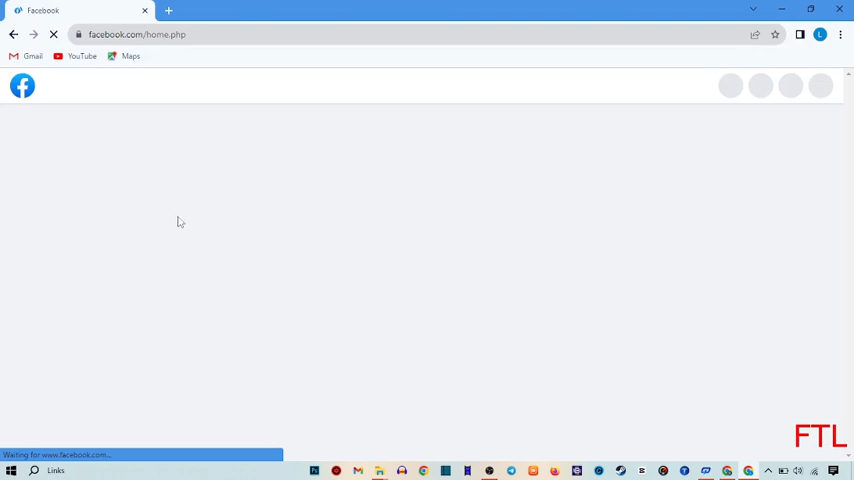 Facebook
facebook.com/home.php
L
Gmail YouTube Maps
FTL
Waiting for www.facebook.com...
Links